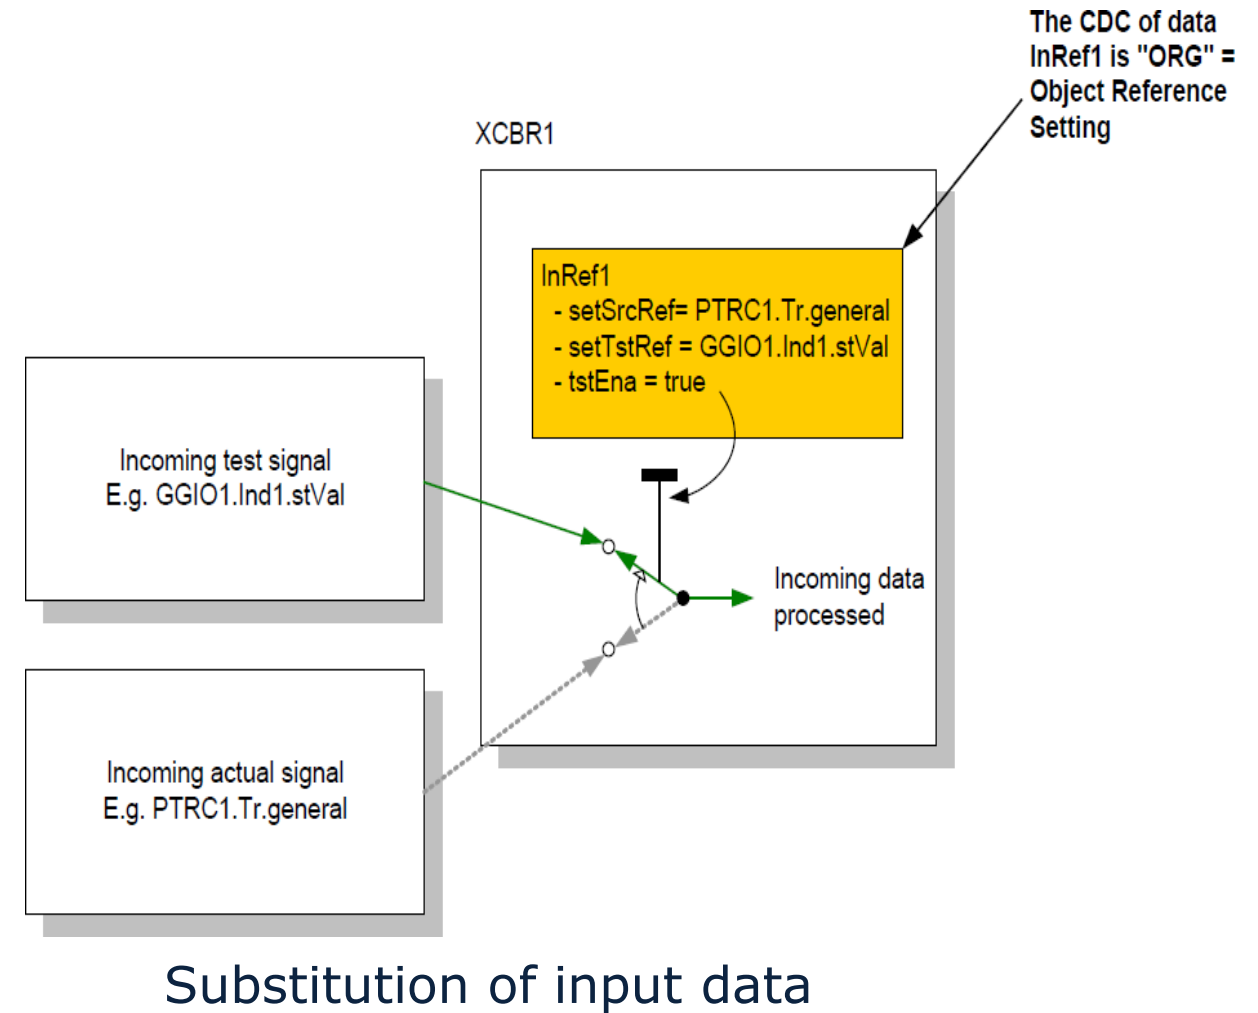 The CDC of data
InRef1 is "ORG" =
Object Reference
Setting
XCBR1
InRef1
- setSrcRef= PTRC1.Tr.general
- setTstRef = GGIO1.Ind1.stVal
- tstEna = true
Incoming test signal
E.g. GGIO1.Ind1.stVal
Incoming data
processed
Incoming actual signal
E.g. PTRC1.Tr.general
Substitution of input data